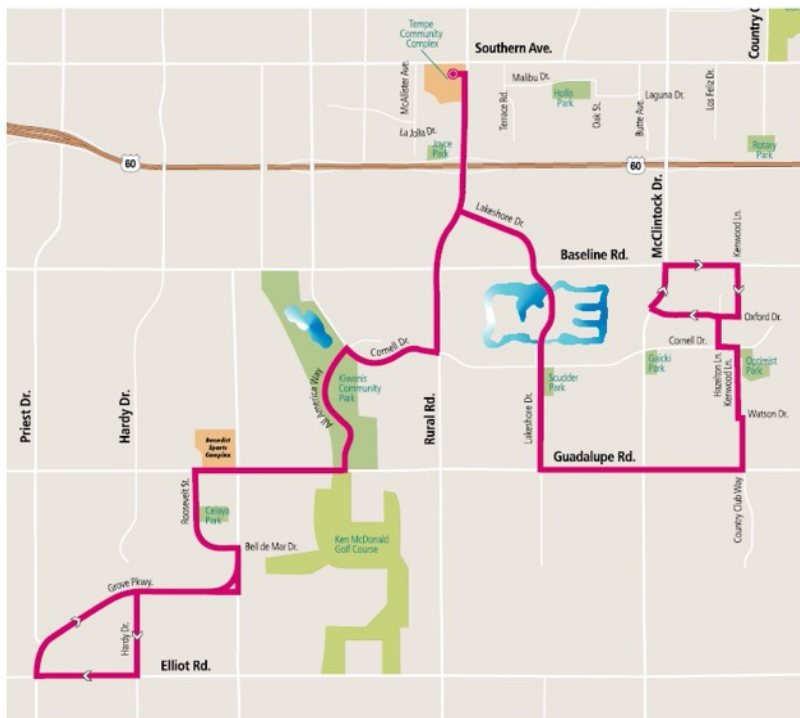 Tempe
Community
Complex
Southern Ave.
Country C
McAllister Ave.
Malibu Dr.
Hollis
Park
Laguna Dr.
Los Feliz Dr.
Terrace Rd.
Oak St.
Butte Ave.
La Jolla Dr.
Joyce
Park
Rotary
Park
60
60
McClintock Dr.
Kenwood Ln.
Lakeshore Dr.
Baseline Rd.
Oxford Dr.
Cornell Dr.
Cornell Dr.
Gaicki
Park
Hazelton Ln.
Kenwood Ln.
Optimist
Park
Kiwanis
Community
Park
All America Way
Scudder
Park
Priest Dr.
Hardy Dr.
Rural Rd.
Lakeshore Dr.
Watson Dr.
Benedict
Sports
Complex
Guadalupe Rd.
Roosevelt St.
Celaya
Park
Country Club Way
Bell de Mar Dr.
Ken McDonald
Golf Course
Grove Pkwy.
Hardy Dr.
Elliot Rd.